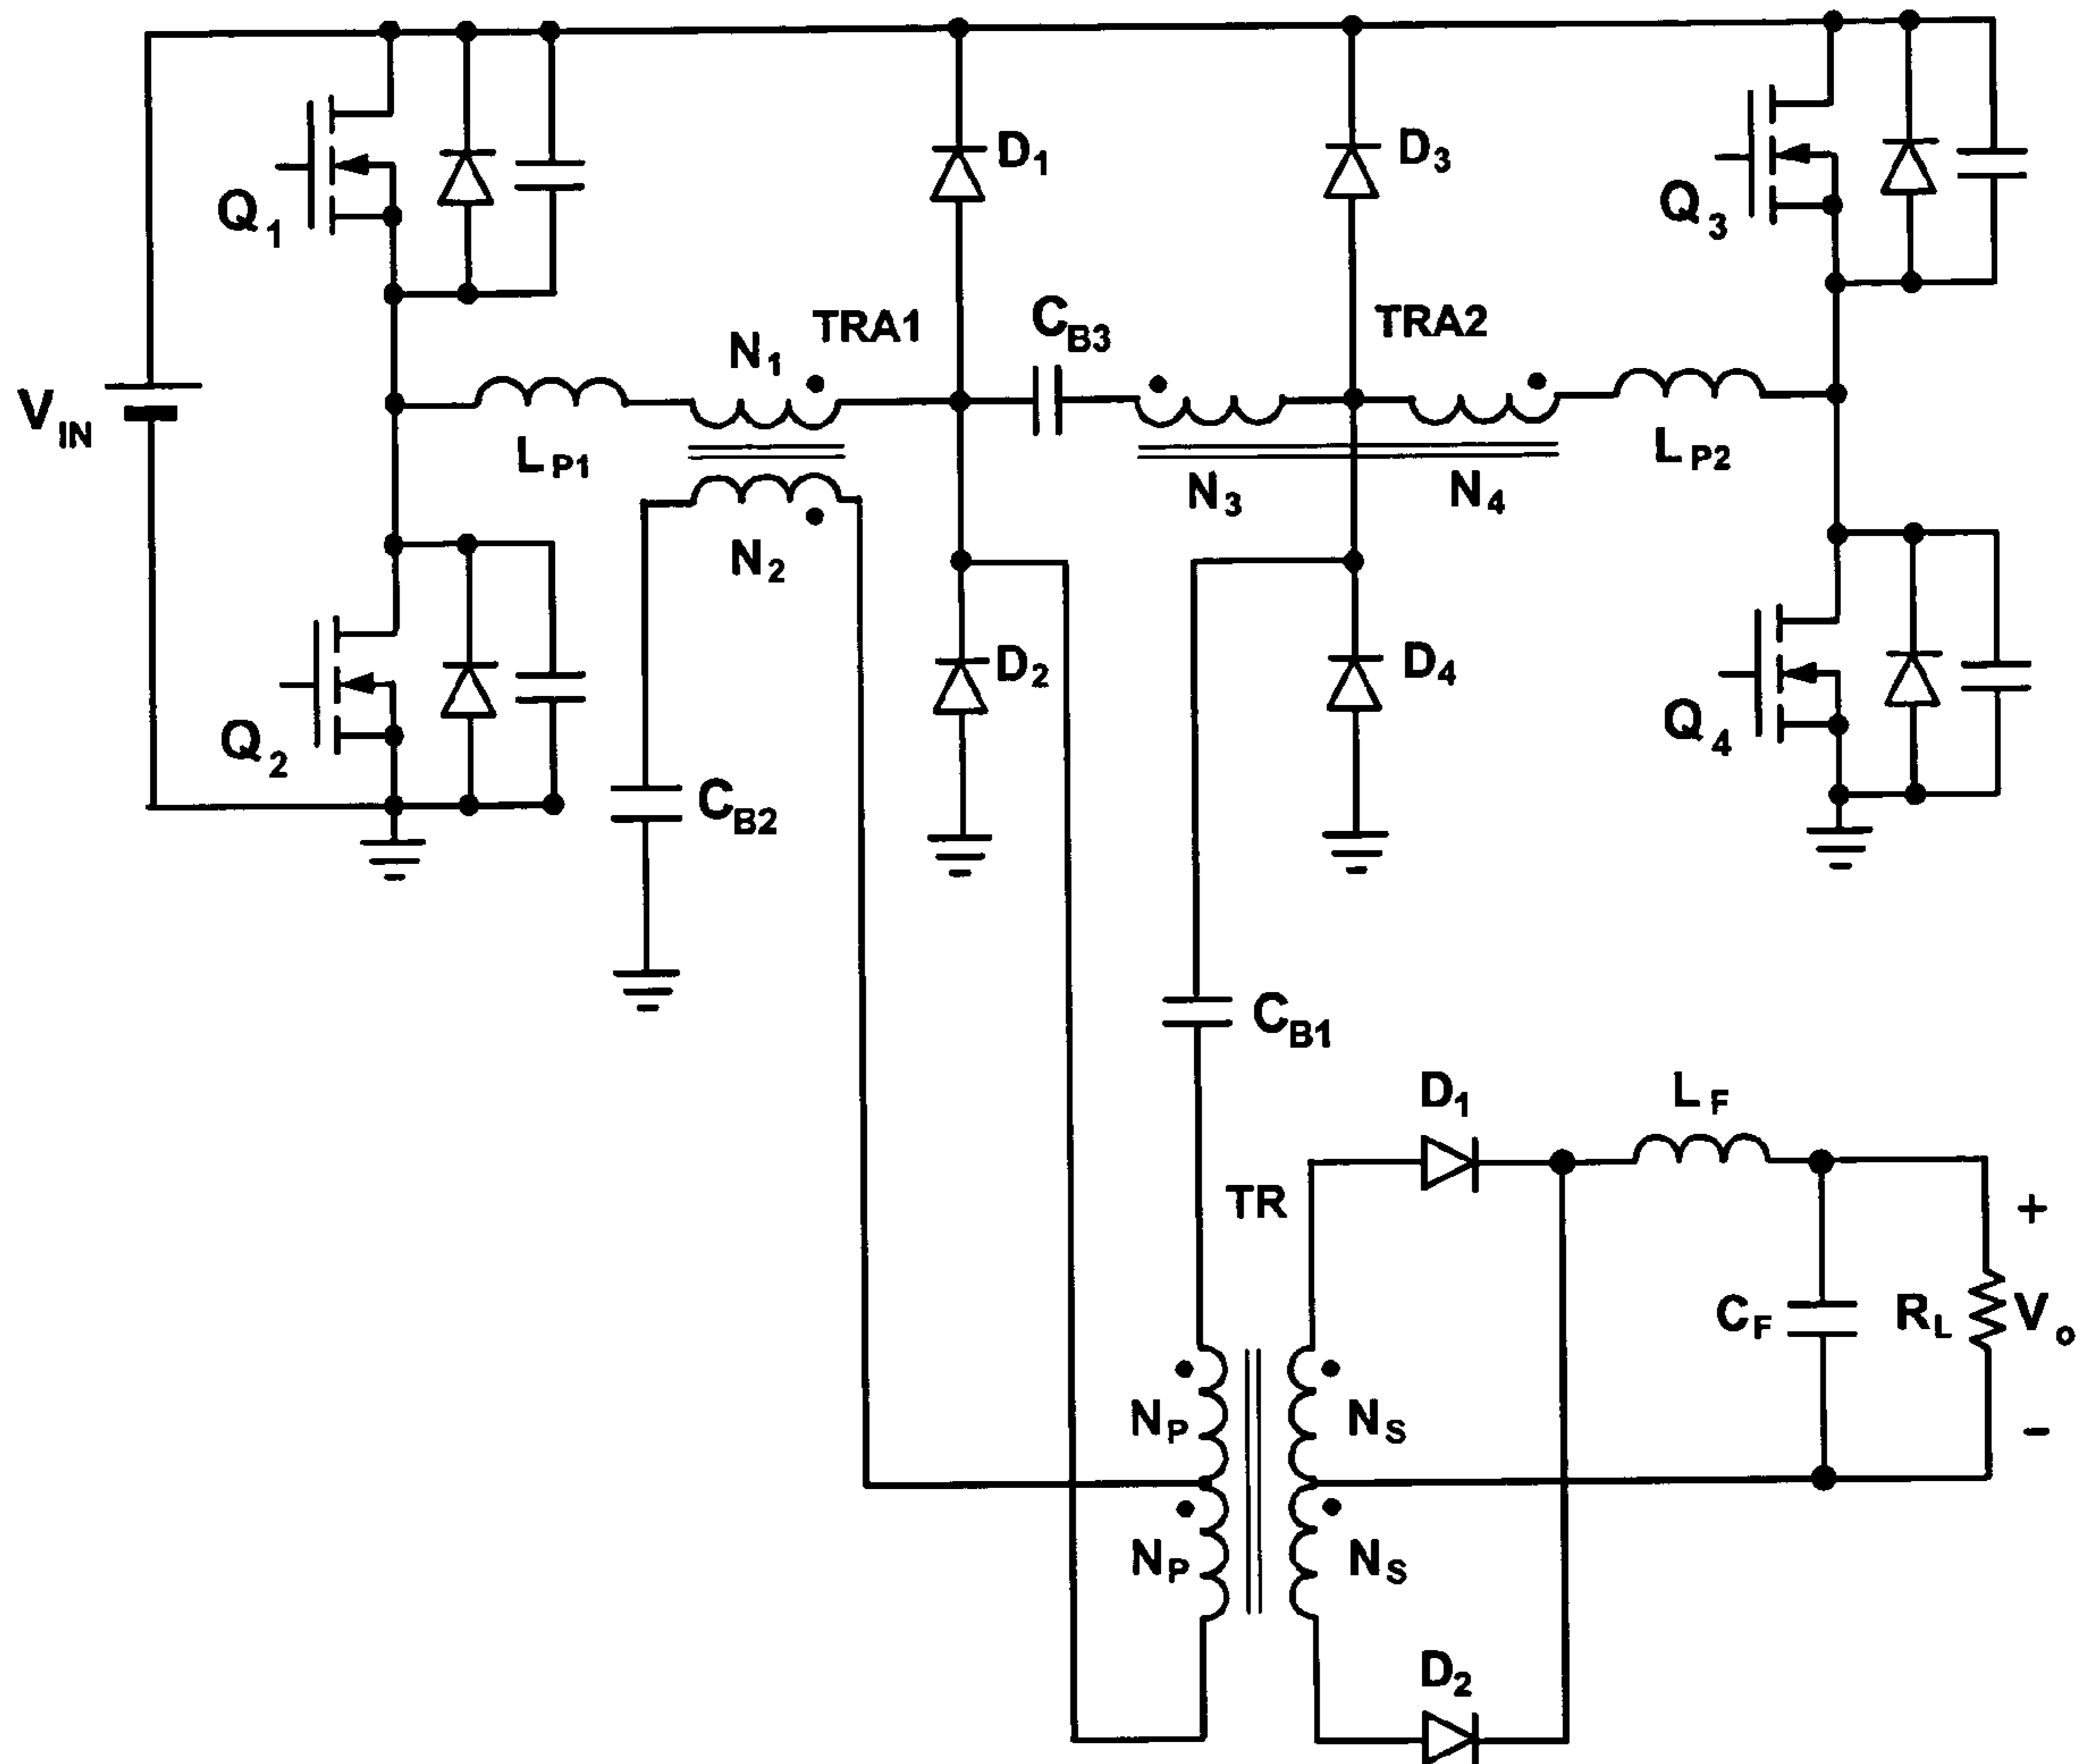 D1
D3
Q1
Q3
TRA1
CB3
TRA2
N1
VIN
LP1
LP2
N3
N4
N2
D2
D4
Q2
Q4
CB2
CB1
D1
LF
TR
+
CF
RL
Vo
NP
NS
-
NP
NS
D2